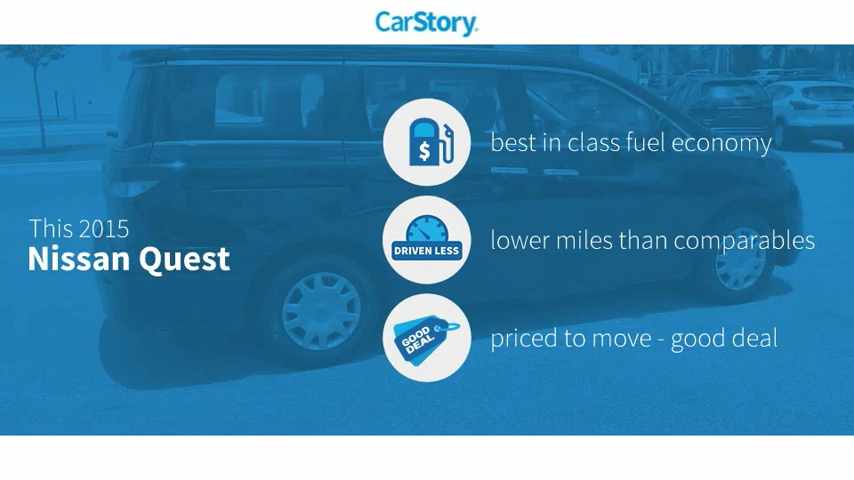 CarStory
This 2015
Nissan Quest
$
best in class fuel economy
DRIVEN LESS
lower miles than comparables
GOOD
DEAL
priced to move - good deal